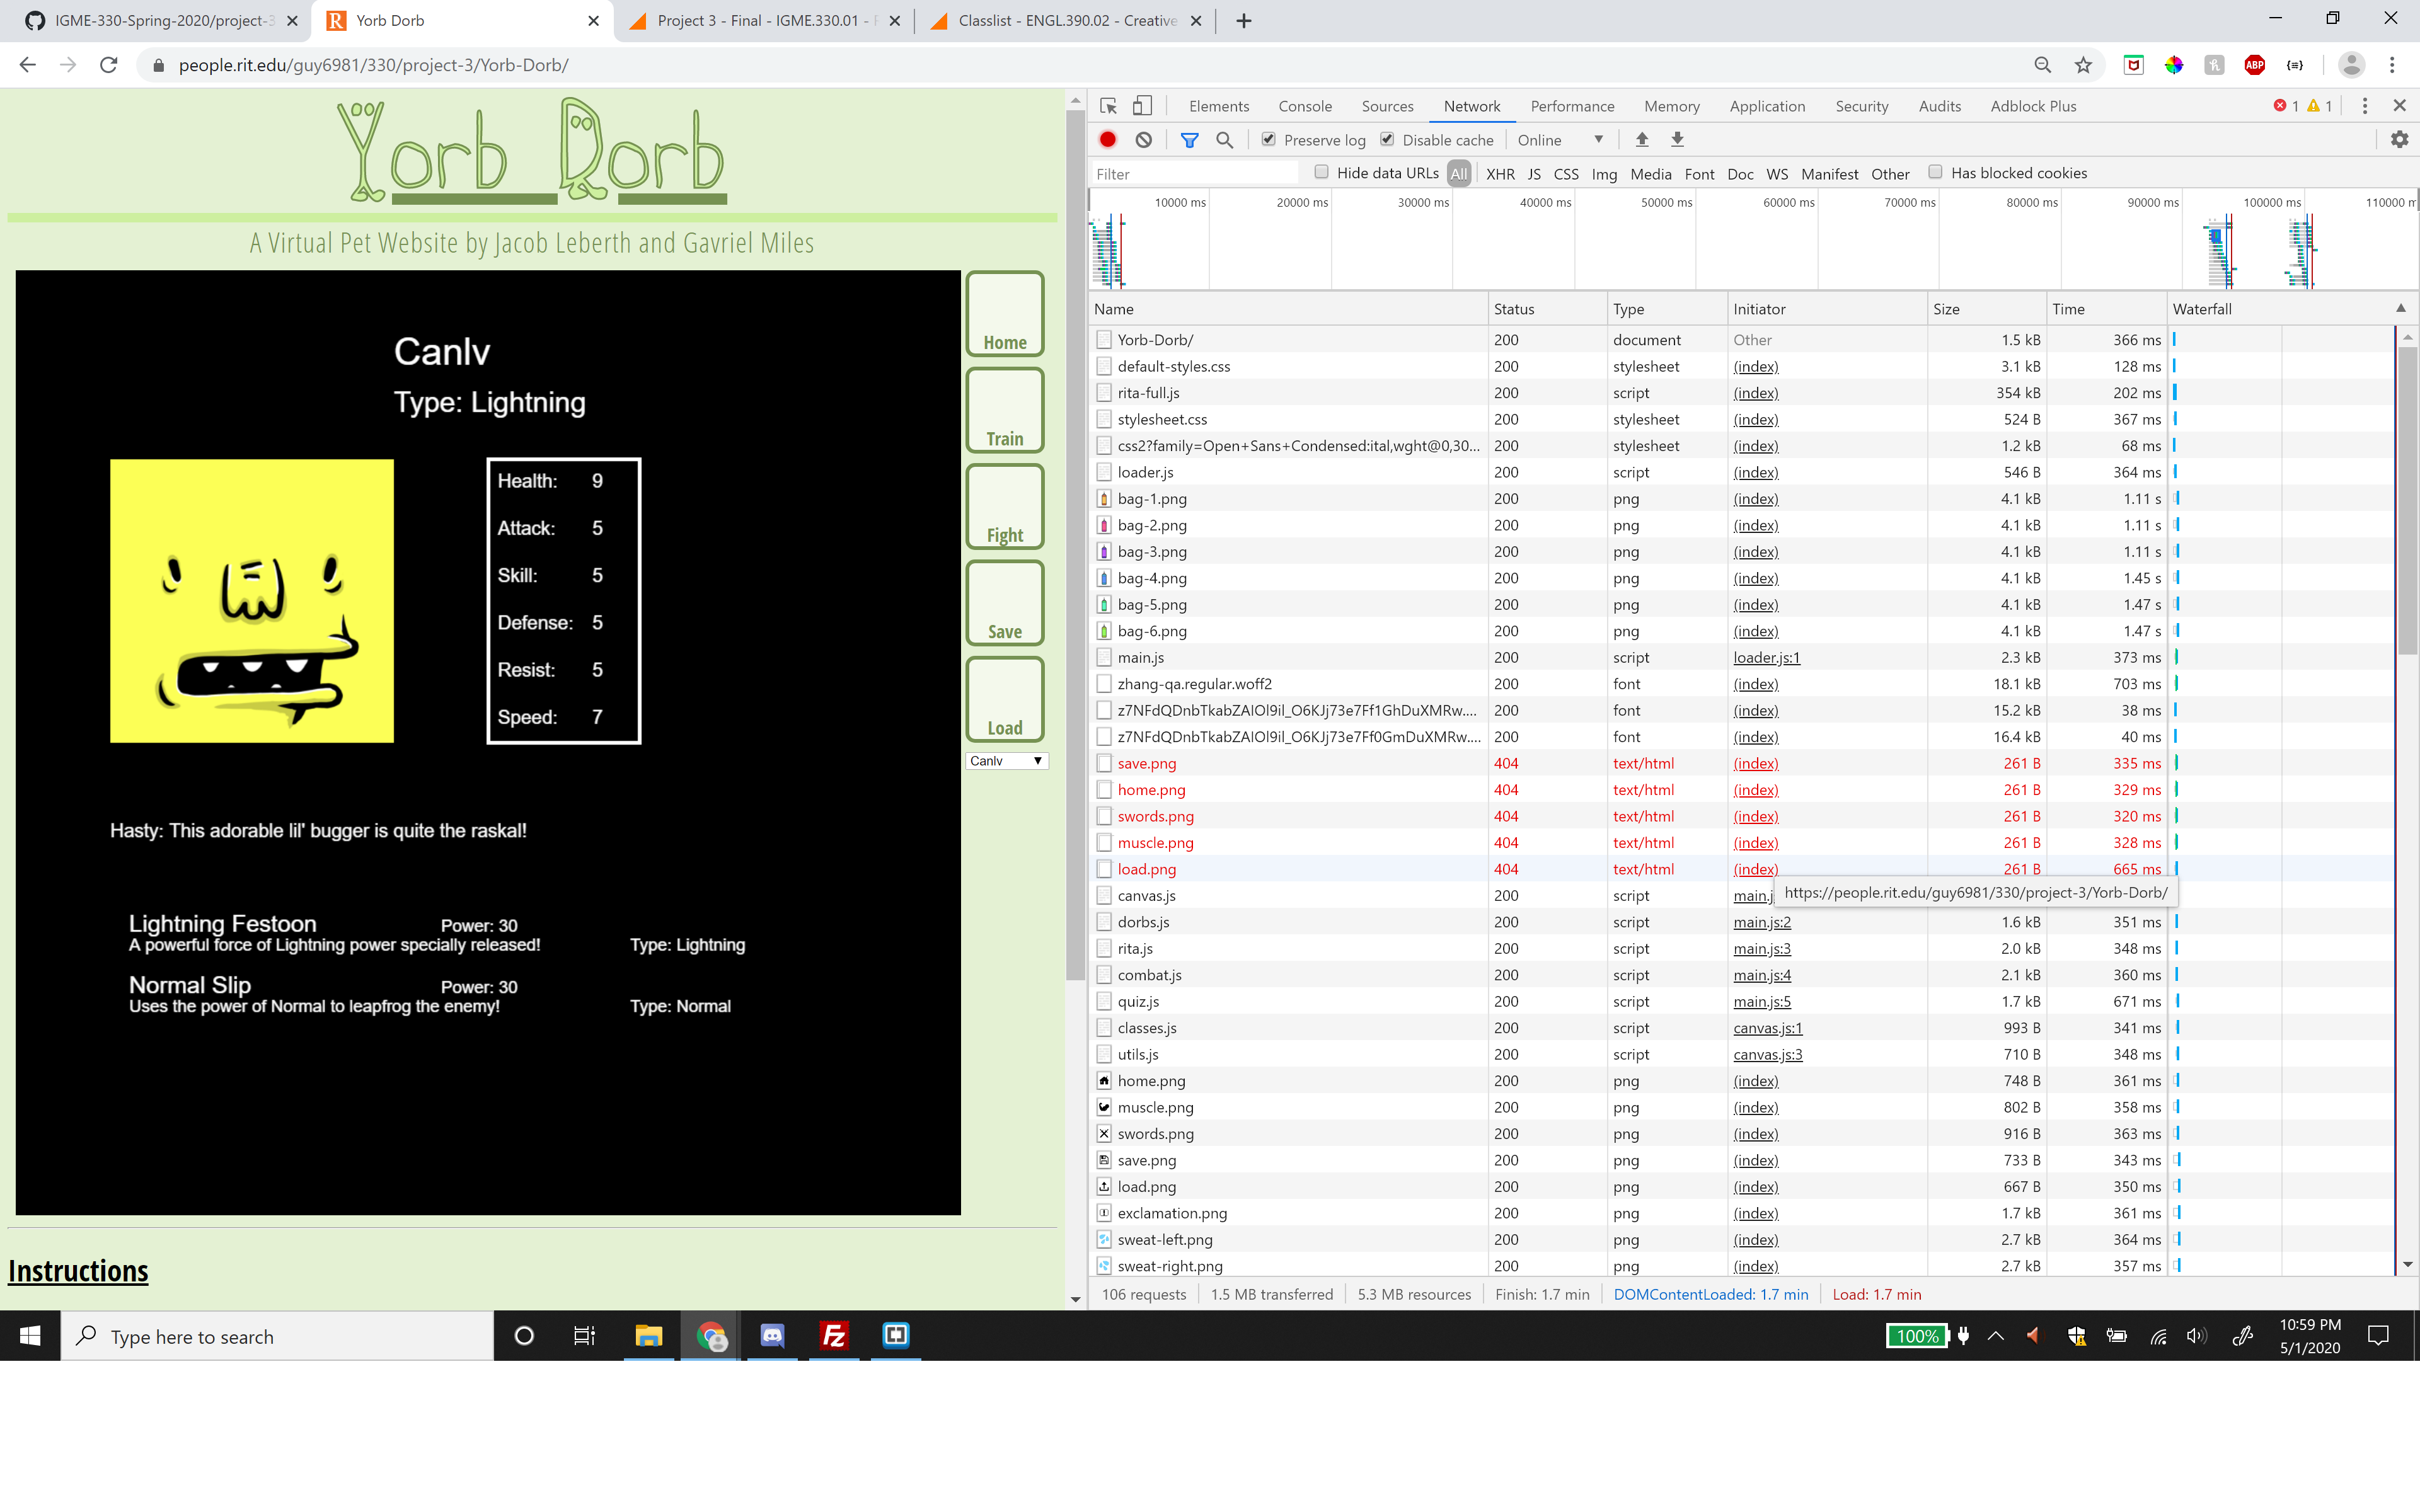 IGME-330-Spring-2020/project-3
Yorb Dorb
Project 3 - Final - IGME.330.01 -
Classlist - ENGL.390.02 - Creative
people.rit.edu/guy6981/330/project-3/Yorb-Dorb/
ABP
Yorb Dorb
A Virtual Pet Website by Jacob Leberth and Gavriel Miles
Canlv
Type: Lightning
Health: 9
Attack: 5
Skill: 5
Defense: 5
Resist: 5
Speed: 7
Hasty: This adorable lil' bugger is quite the raskal!
Lightning Festoon Power: 30
A powerful force of Lightning power specially released! Type: Lightning
Normal Slip Power: 30
Uses the power of Normal to leapfrog the enemy! Type: Normal
Home
Train
Fight
Save
Load
Canlv
Instructions
Elements Console Sources Network Performance Memory Application Security Audits Adblock Plus 1 1
Preserve log Disable cache Online
Filter Hide data URLs All XHR JS CSS Img Media Font Doc WS Manifest Other Has blocked cookies
10000 ms 20000 ms 30000 ms 40000 ms 50000 ms 60000 ms 70000 ms 80000 ms 90000 ms 100000 ms 110000 m
Name Status Type Initiator Size Time Waterfall
Yorb-Dorb/ 200 document Other 1.5 kB 366 ms
default-styles.css 200 stylesheet (index) 3.1 kB 128 ms
rita-full.js 200 script (index) 354 kB 202 ms
stylesheet.css 200 stylesheet (index) 524 B 367 ms
css2?family=Open+Sans+Condensed:ital,wght@0,30... 200 stylesheet (index) 1.2 kB 68 ms
loader.js 200 script (index) 546 B 364 ms
bag-1.png 200 png (index) 4.1 kB 1.11 s
bag-2.png 200 png (index) 4.1 kB 1.11 s
bag-3.png 200 png (index) 4.1 kB 1.11 s
bag-4.png 200 png (index) 4.1 kB 1.45 s
bag-5.png 200 png (index) 4.1 kB 1.47 s
bag-6.png 200 png (index) 4.1 kB 1.47 s
main.js 200 script loader.js:1 2.3 kB 373 ms
zhang-qa.regular.woff2 200 font (index) 18.1 kB 703 ms
z7NFdQDnbTkabZAIOl9il_O6KJj73e7Ff1GhDuXMRw.... 200 font (index) 15.2 kB 38 ms
z7NFdQDnbTkabZAIOl9il_O6KJj73e7Ff0GmDuXMRw.... 200 font (index) 16.4 kB 40 ms
save.png 404 text/html (index) 261 B 335 ms
home.png 404 text/html (index) 261 B 329 ms
swords.png 404 text/html (index) 261 B 320 ms
muscle.png 404 text/html (index) 261 B 328 ms
load.png 404 text/html (index) 261 B 665 ms
canvas.js 200 script main.j
https://people.rit.edu/guy6981/330/project-3/Yorb-Dorb/
dorbs.js 200 script main.js:2 1.6 kB 351 ms
rita.js 200 script main.js:3 2.0 kB 348 ms
combat.js 200 script main.js:4 2.1 kB 360 ms
quiz.js 200 script main.js:5 1.7 kB 671 ms
classes.js 200 script canvas.js:1 993 B 341 ms
utils.js 200 script canvas.js:3 710 B 348 ms
home.png 200 png (index) 748 B 361 ms
muscle.png 200 png (index) 802 B 358 ms
swords.png 200 png (index) 916 B 363 ms
save.png 200 png (index) 733 B 343 ms
load.png 200 png (index) 667 B 350 ms
exclamation.png 200 png (index) 1.7 kB 361 ms
sweat-left.png 200 png (index) 2.7 kB 364 ms
sweat-right.png 200 png (index) 2.7 kB 357 ms
106 requests 1.5 MB transferred 5.3 MB resources Finish: 1.7 min DOMContentLoaded: 1.7 min Load: 1.7 min
Type here to search
100%
10:59 PM
5/1/2020